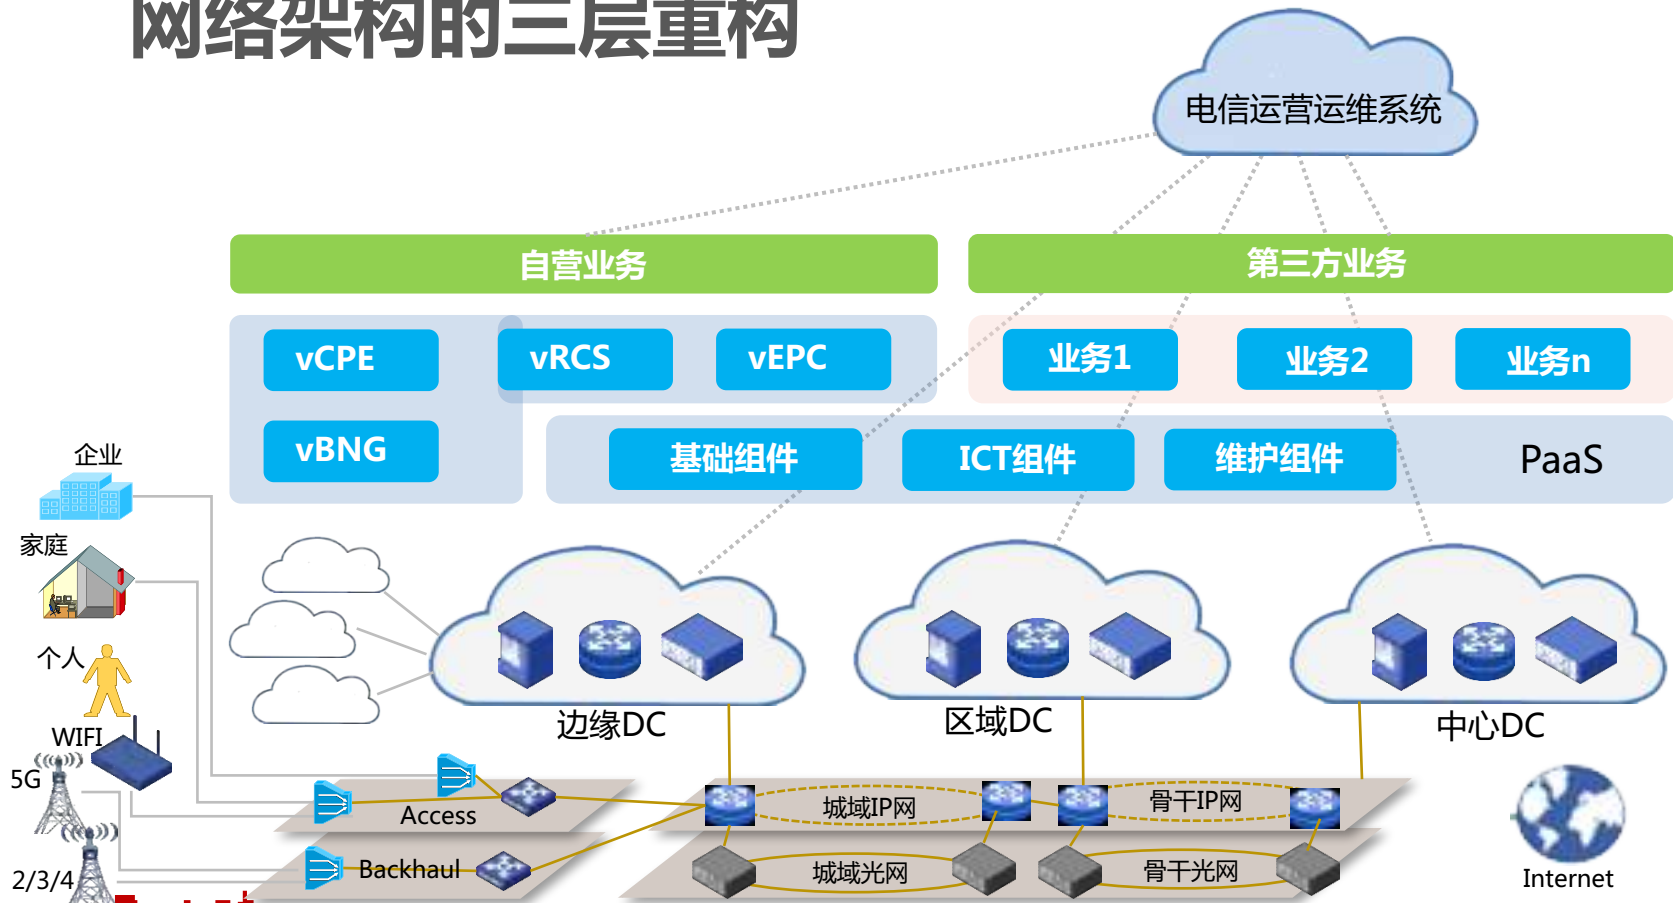 网络架构的三层重构
电信运营运维系统
自营业务
第三方业务
vCPE
vRCS
vEPC
业务1
业务2
业务n
vBNG
基础组件
ICT组件
维护组件
PaaS
企业
家庭
个人
WIFI
5G
2/3/4
边缘DC
区域DC
中心DC
Access
城域IP网
骨干IP网
Backhaul
城域光网
骨干光网
Internet